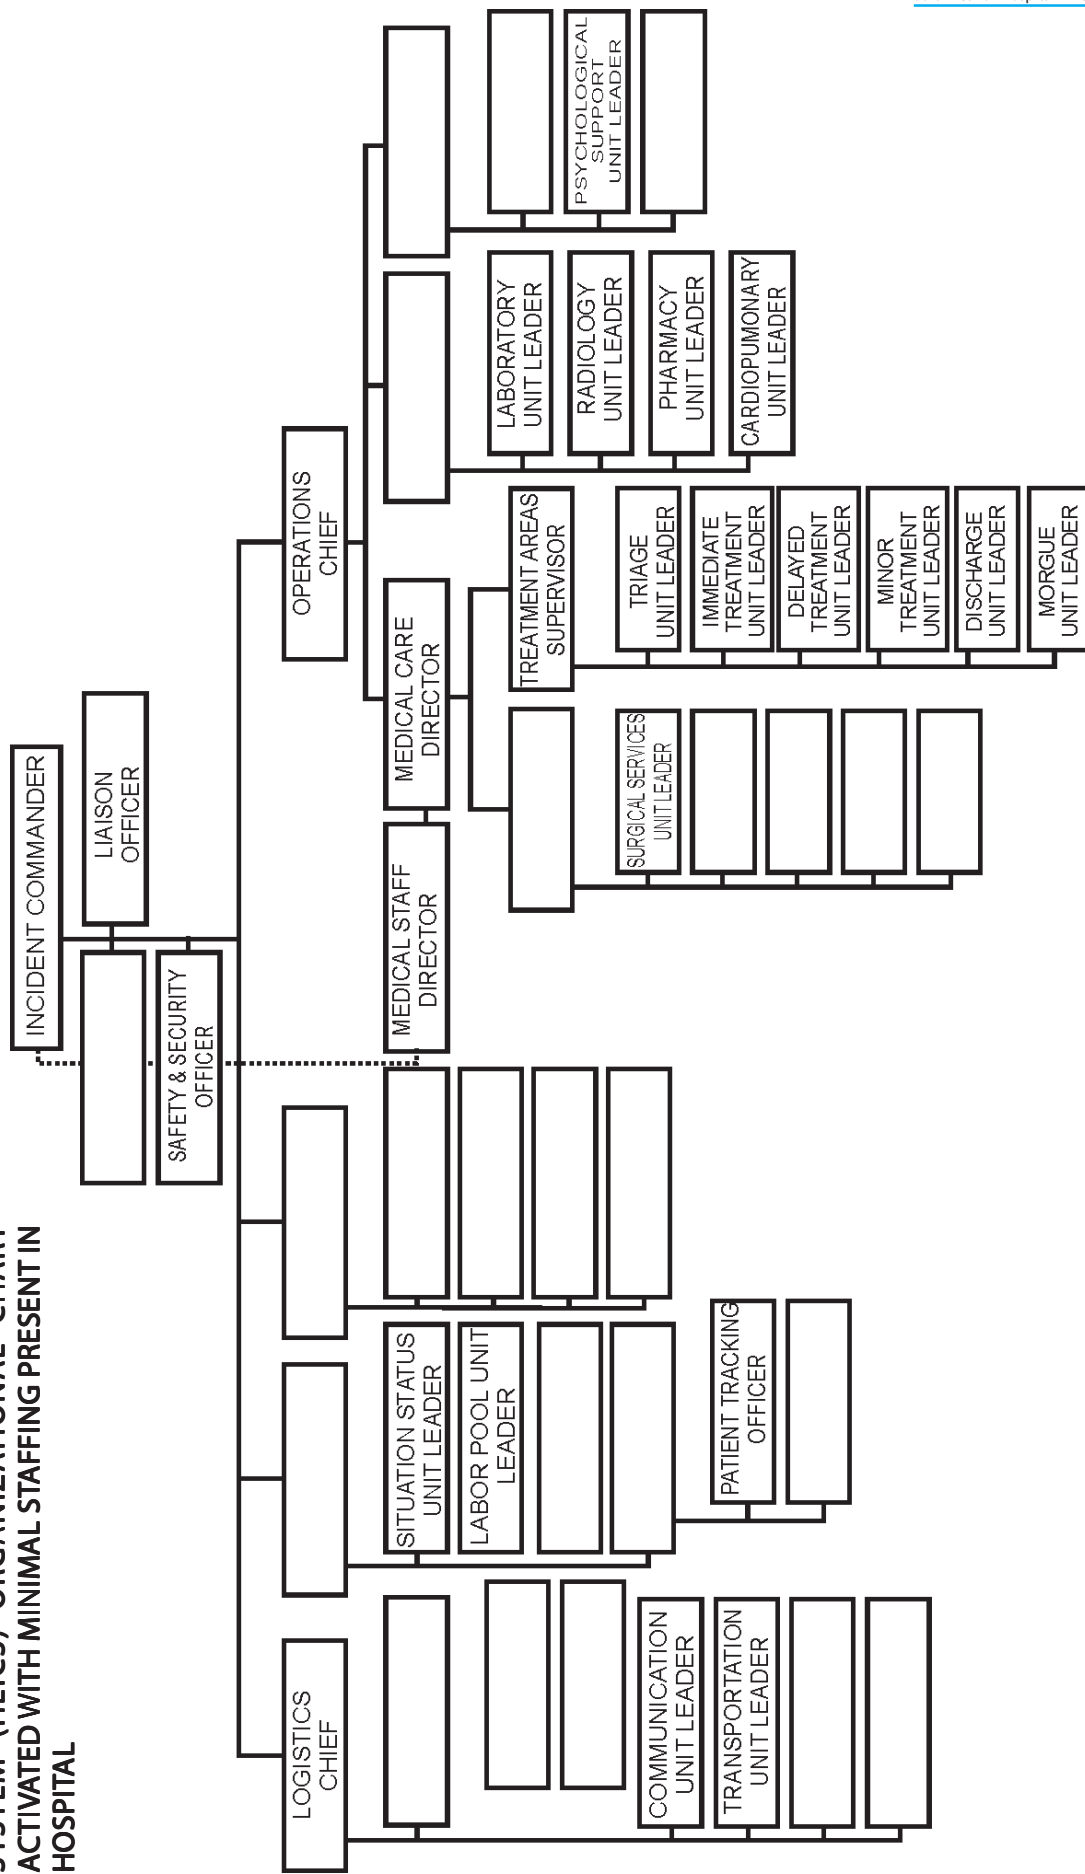 SYSTEM (HEICS) ORGANIZATIONAL CHART
ACTIVATED WITH MINIMAL STAFFING PRESENT IN
HOSPITAL
INCIDENT COMMANDER
LIAISON
OFFICER
SAFETY & SECURITY
OFFICER
LOGISTICS
CHIEF
OPERATIONS
CHIEF
COMMUNICATION
UNIT LEADER
TRANSPORTATION
UNIT LEADER
SITUATION STATUS
UNIT LEADER
LABOR POOL UNIT
LEADER
PATIENT TRACKING
OFFICER
MEDICAL STAFF
DIRECTOR
MEDICAL CARE
DIRECTOR
SURGICAL SERVICES
UNIT LEADER
TREATMENT AREAS
SUPERVISOR
TRIAGE
UNIT LEADER
IMMEDIATE
TREATMENT
UNIT LEADER
DELAYED
TREATMENT
UNIT LEADER
MINOR
TREATMENT
UNIT LEADER
DISCHARGE
UNIT LEADER
MORGUE
UNIT LEADER
LABORATORY
UNIT LEADER
RADIOLOGY
UNIT LEADER
PHARMACY
UNIT LEADER
CARDIOPUMONARY
UNIT LEADER
PSYCHOLOGICAL
SUPPORT
UNIT LEADER